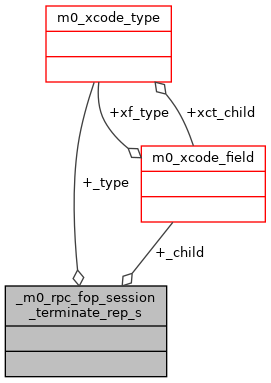 m0_xcode_type
+xf_type
+xct_child
m0_xcode_field
+_type
+_child
_m0_rpc_fop_session
_terminate_rep_s